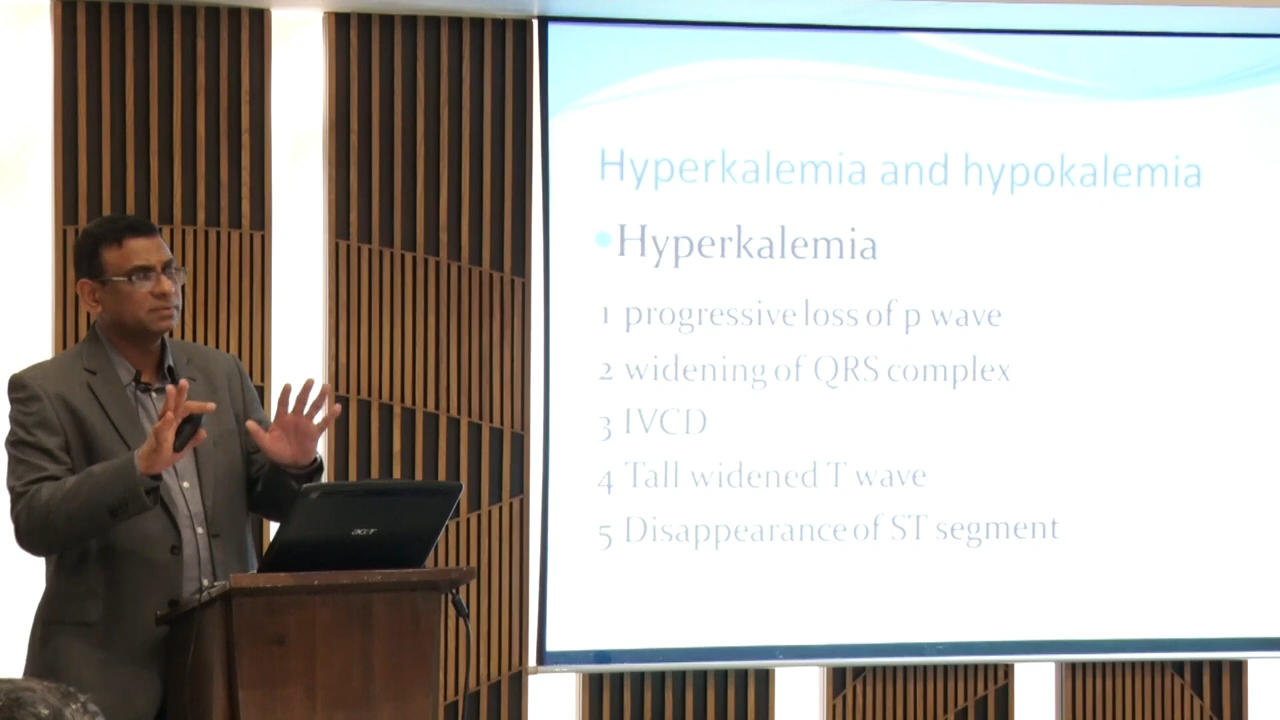 Hyperkalemia and hypokalemia
•Hyperkalemia
1 progressive loss of p wave
2 widening of QRS complex
3 IVCD
4 Tall widened T wave
5 Disappearance of ST segment
acer